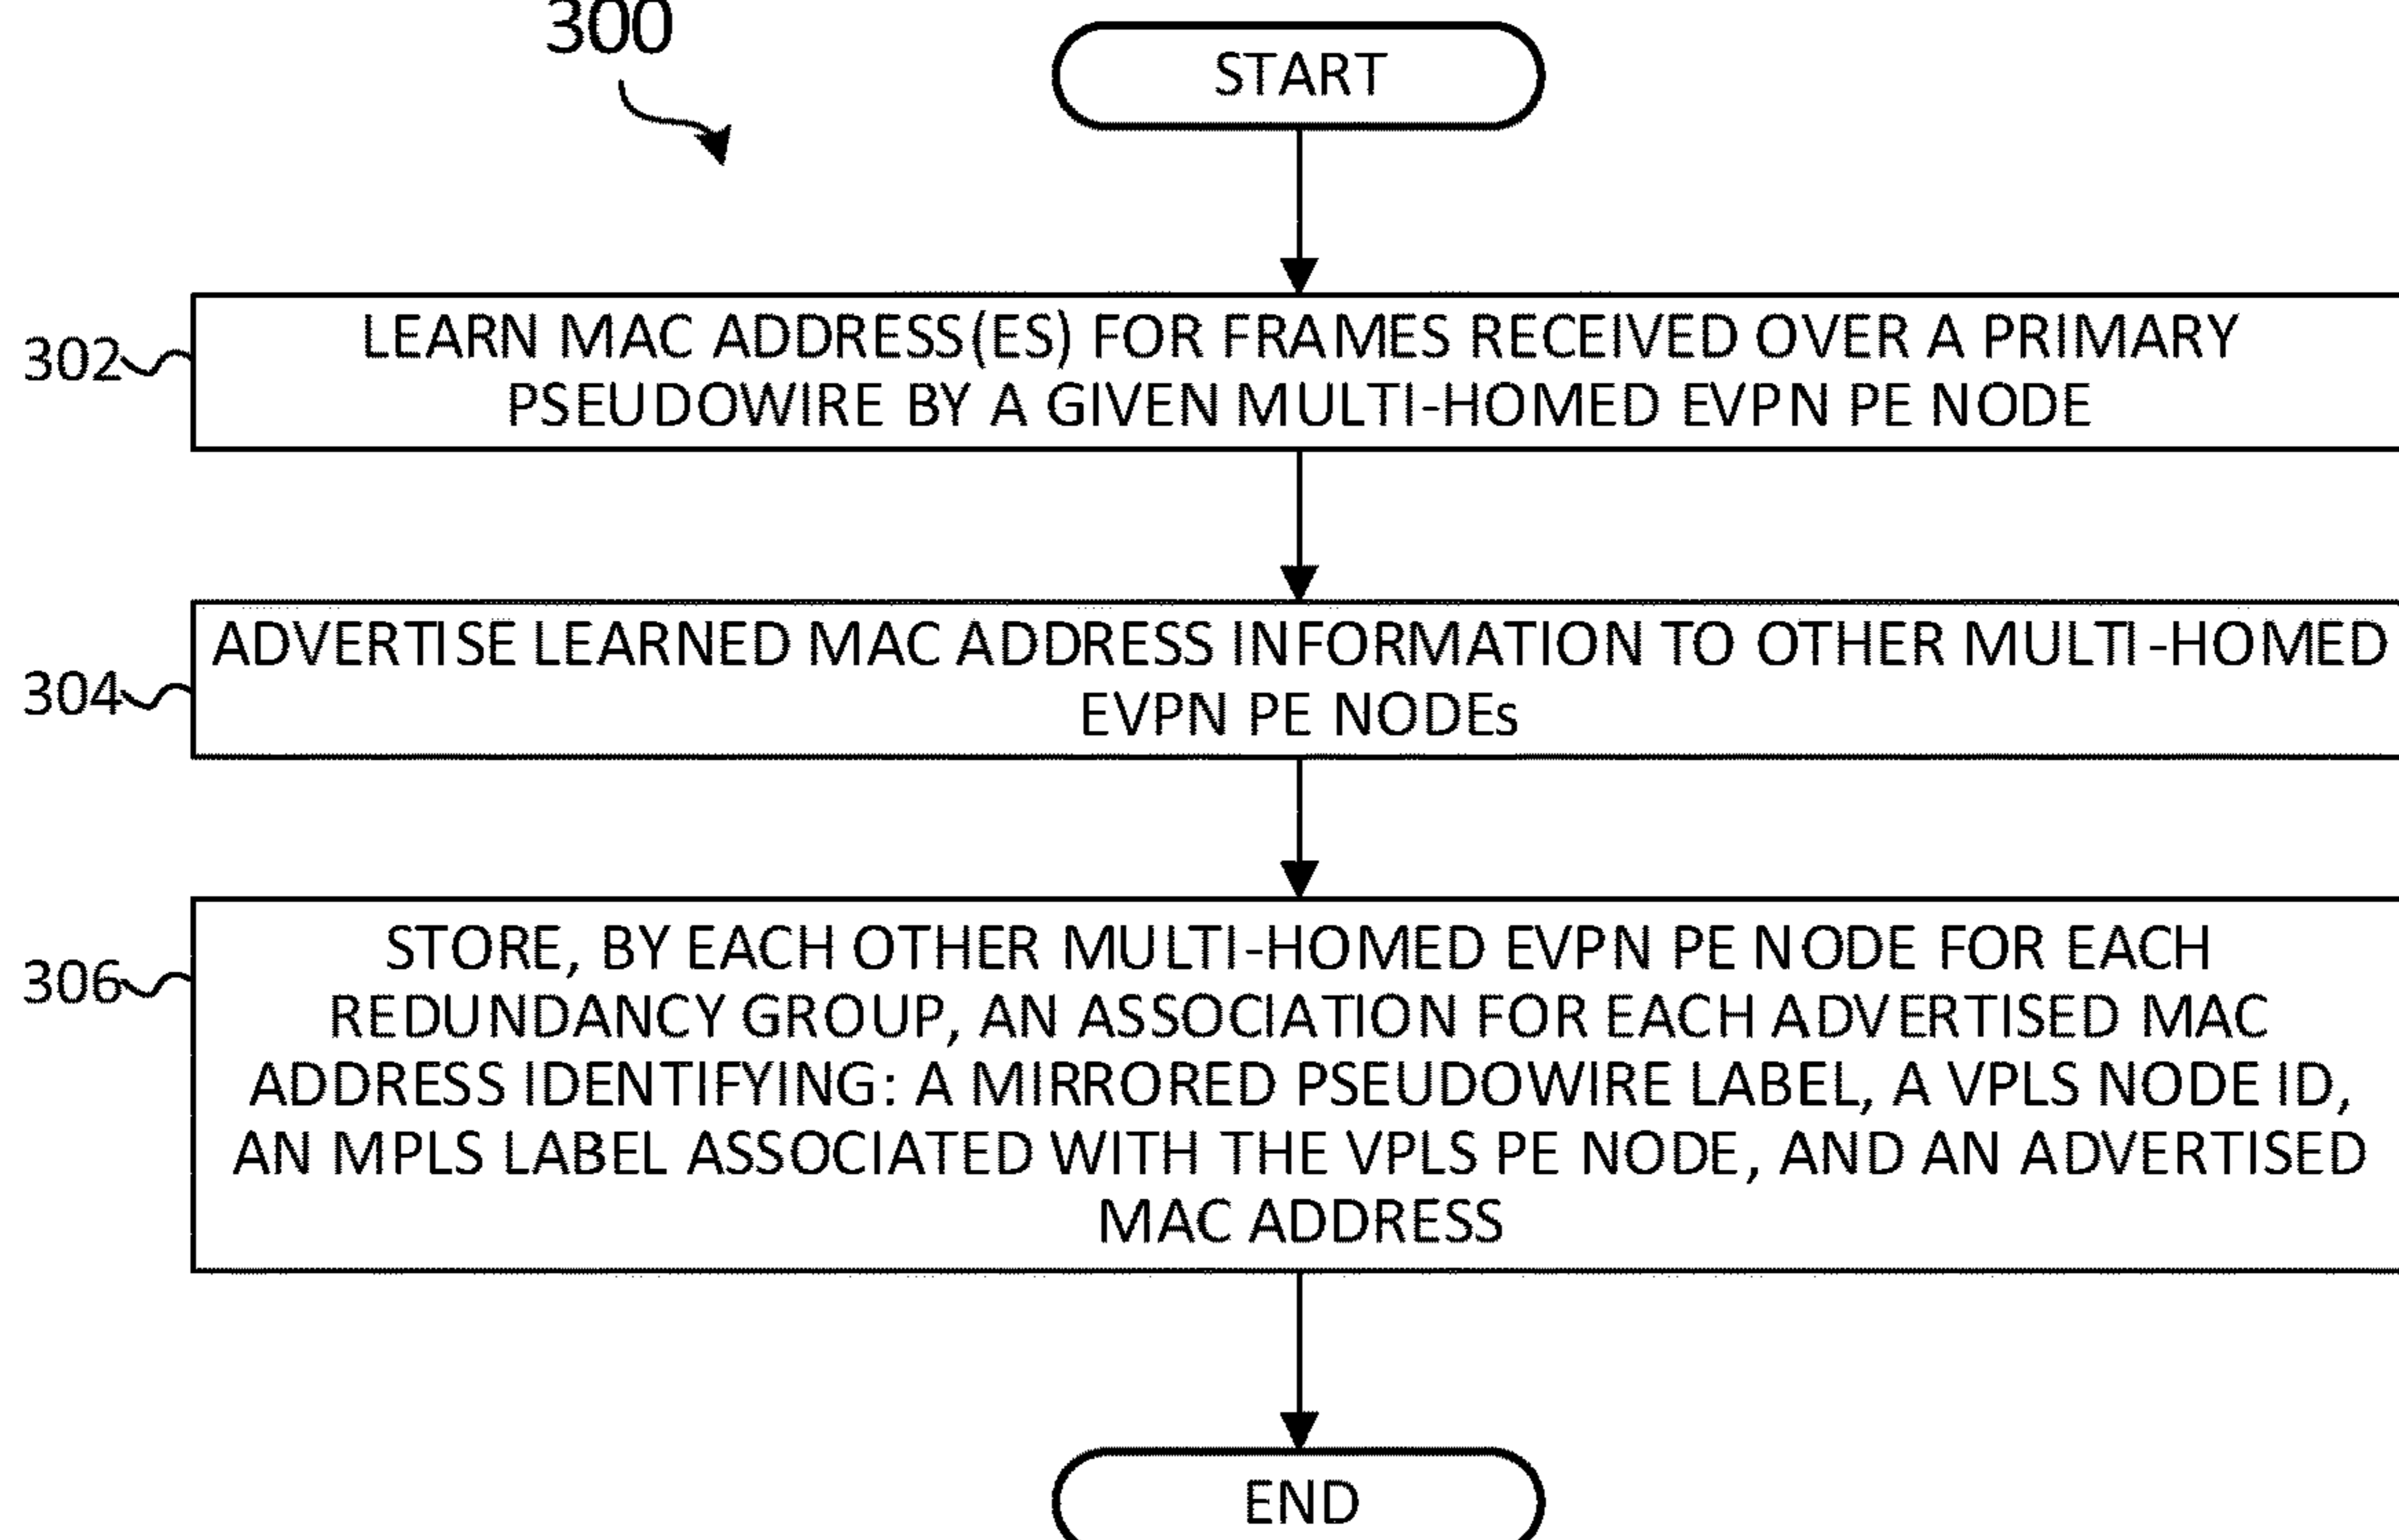 300
START
302
LEARN MAC ADDRESS(ES) FOR FRAMES RECEIVED OVER A PRIMARY
PSEUDOWIRE BY A GIVEN MULTI-HOMED EVPN PE NODE
304
ADVERTISE LEARNED MAC ADDRESS INFORMATION TO OTHER MULTI-HOMED
EVPN PE NODEs
306
STORE, BY EACH OTHER MULTI-HOMED EVPN PE NODE FOR EACH
REDUNDANCY GROUP, AN ASSOCIATION FOR EACH ADVERTISED MAC
ADDRESS IDENTIFYING: A MIRRORED PSEUDOWIRE LABEL, A VPLS NODE ID,
AN MPLS LABEL ASSOCIATED WITH THE VPLS PE NODE, AND AN ADVERTISED
MAC ADDRESS
END